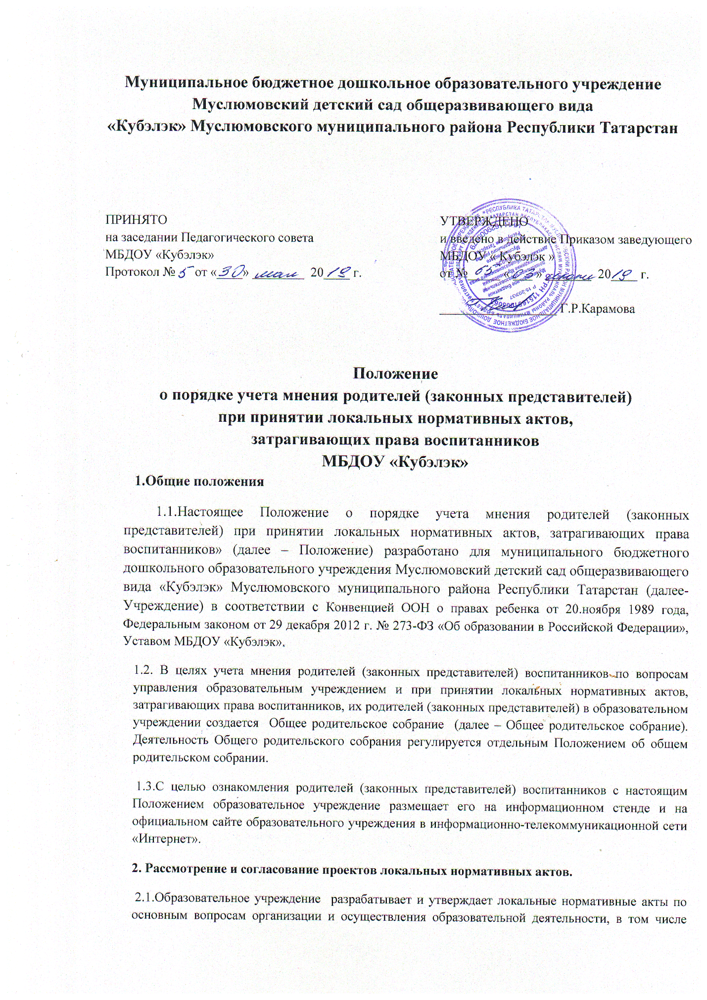 Муниципальное бюджетное дошкольное образовательного учреждение
Муслюмовский детский сад общеразвивающего вида
«Кубэлэк» Муслюмовского муниципального района Республики Татарстан
ПРИНЯТО
на заседании Педагогического совета
МБДОУ «Кубэлэк»
Протокол № 5 от «30» мая 2019 г.
УТВЕРЖДЕНО
и введено в действие Приказом заведующего
МБДОУ « Кубэлэк »
от № 63 «03» 2019 г.
Г.Р.Карамова
Положение
о порядке учета мнения родителей (законных представителей)
при принятии локальных нормативных актов,
затрагивающих права воспитанников
МБДОУ «Кубэлэк»
1.Общие положения
1.1.Настоящее Положение о порядке учета мнения родителей (законных
представителей) при принятии локальных нормативных актов, затрагивающих права
воспитанников» (далее – Положение) разработано для муниципального бюджетного
дошкольного образовательного учреждения Муслюмовский детский сад общеразвивающего
вида «Кубэлэк» Муслюмовского муниципального района Республики Татарстан (далее-
Учреждение) в соответствии с Конвенцией ООН о правах ребенка от 20.ноября 1989 года,
Федеральным законом от 29 декабря 2012 г. № 273-ФЗ «Об образовании в Российской Федерации»,
Уставом МБДОУ «Кубэлэк».
1.2. В целях учета мнения родителей (законных представителей) воспитанников по вопросам
управления образовательным учреждением и при принятии локальных нормативных актов,
затрагивающих права воспитанников, их родителей (законных представителей) в образовательном
учреждении создается Общее родительское собрание (далее – Общее родительское собрание).
Деятельность Общего родительского собрания регулируется отдельным Положением об общем
родительском собрании.
1.3.С целью ознакомления родителей (законных представителей) воспитанников с настоящим
Положением образовательное учреждение размещает его на информационном стенде и на
официальном сайте образовательного учреждения в информационно-телекоммуникационной сети
«Интернет».
2. Рассмотрение и согласование проектов локальных нормативных актов.
2.1.Образовательное учреждение разрабатывает и утверждает локальные нормативные акты по
основным вопросам организации и осуществления образовательной деятельности, в том числе